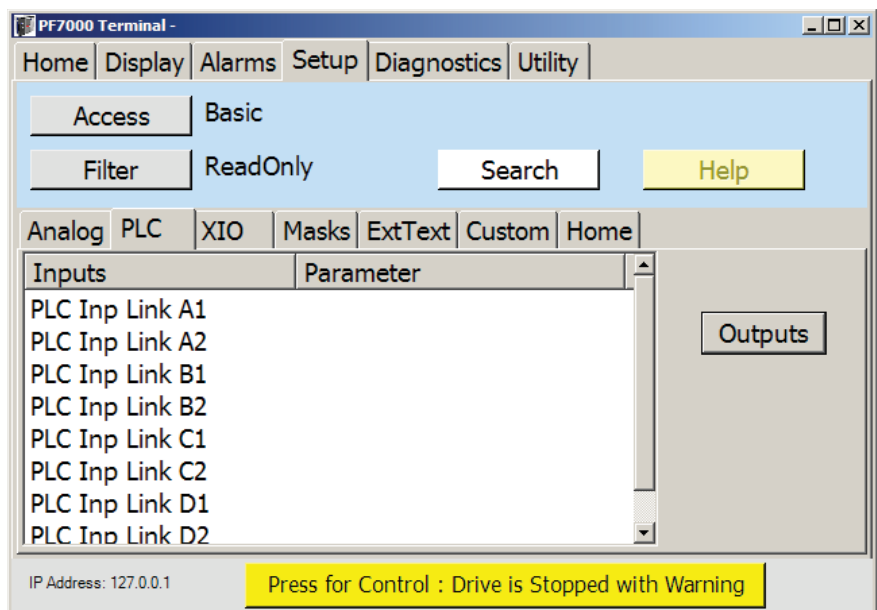 PF7000 Terminal -
Home Display Alarms Setup Diagnostics Utility
Access Basic
Filter ReadOnly Search Help
Analog PLC XIO Masks ExtText Custom Home
Inputs Parameter
PLC Inp Link A1
Outputs
PLC Inp Link A2
PLC Inp Link B1
PLC Inp Link B2
PLC Inp Link C1
PLC Inp Link C2
PLC Inp Link D1
PLC Inp Link D2
IP Address: 127.0.0.1 Press for Control : Drive is Stopped with Warning